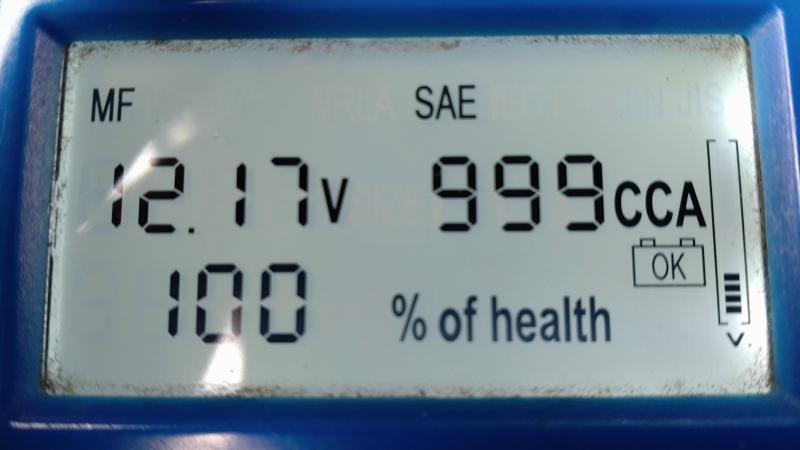 MF SAE
12.17V 999CCA
OK
100 % of health